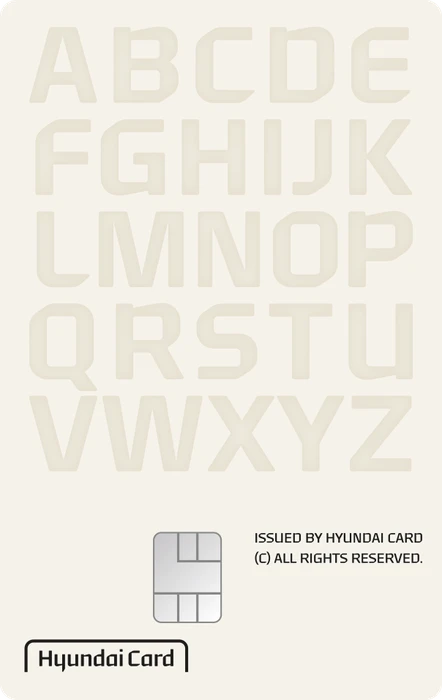 ABCDE
FGHIJK
LMNOP
QRSTU
VWXYZ
ISSUED BY HYUNDAI CARD
(C) ALL RIGHTS RESERVED.
Hyundai Card